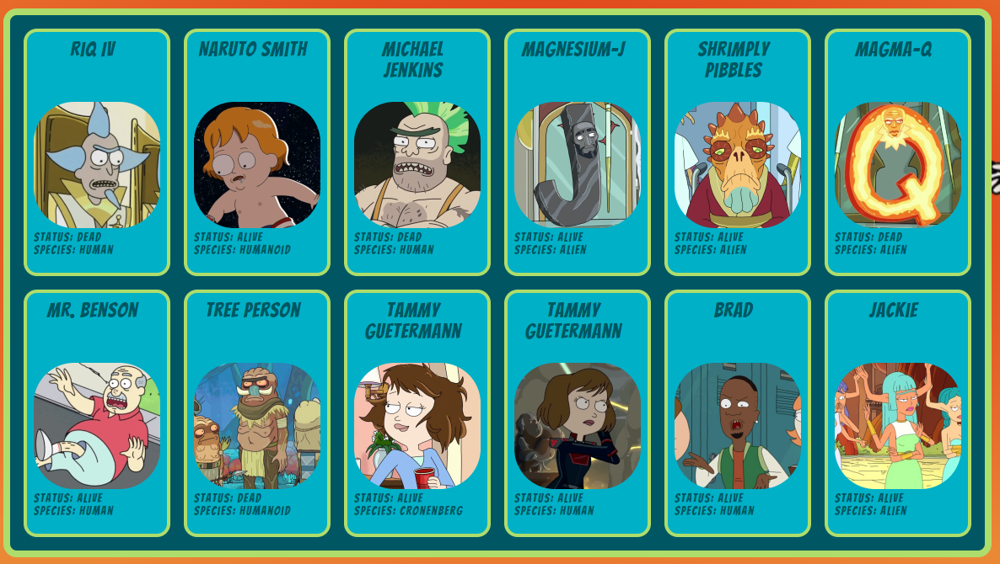 RIQ IV
STATUS: DEAD
SPECIES: HUMAN
NARUTO SMITH
STATUS: ALIVE
SPECIES: HUMANOID
MICHAEL
JENKINS
STATUS: DEAD
SPECIES: HUMAN
MAGNESIUM-J
STATUS: ALIVE
SPECIES: ALIEN
SHRIMPLY
PIBBLES
STATUS: ALIVE
SPECIES: ALIEN
MAGMA-Q
STATUS: DEAD
SPECIES: ALIEN
MR. BENSON
STATUS: ALIVE
SPECIES: HUMAN
TREE PERSON
STATUS: DEAD
SPECIES: HUMANOID
TAMMY
GUETERMANN
STATUS: ALIVE
SPECIES: CRONENBERG
TAMMY
GUETERMANN
STATUS: ALIVE
SPECIES: HUMAN
BRAD
STATUS: ALIVE
SPECIES: HUMAN
JACKIE
STATUS: ALIVE
SPECIES: ALIEN